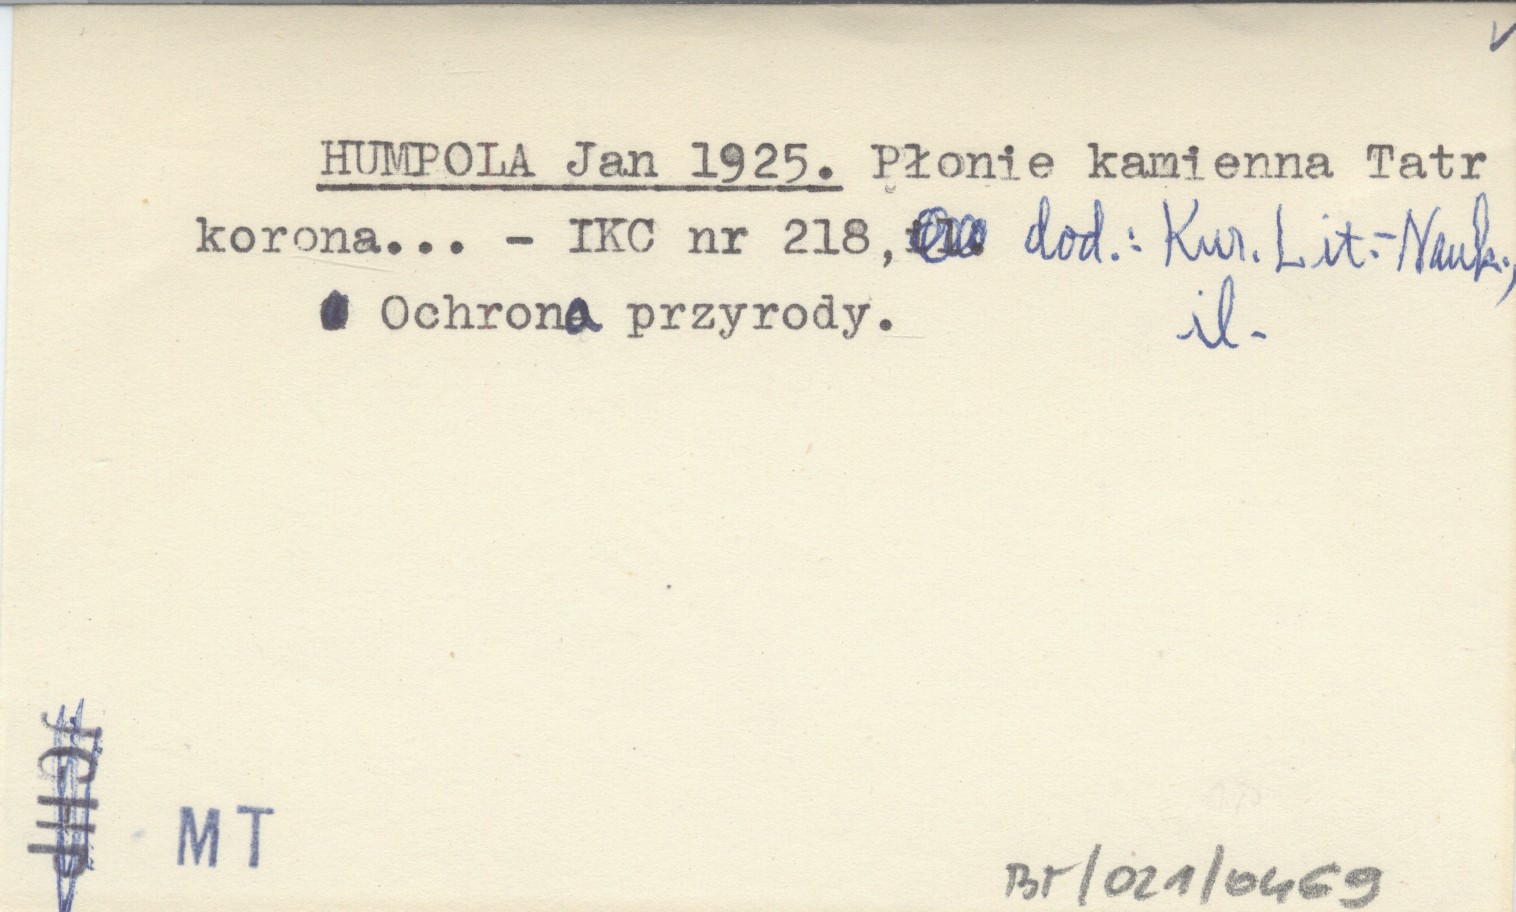 HUMPOLA Jan 1925. Płonie kamienna Tatr
korona... - IKC nr 218, dod.: Kur. Lit.-Nauk.,
il.
Ochrona przyrody.
MT
BT/021/0469